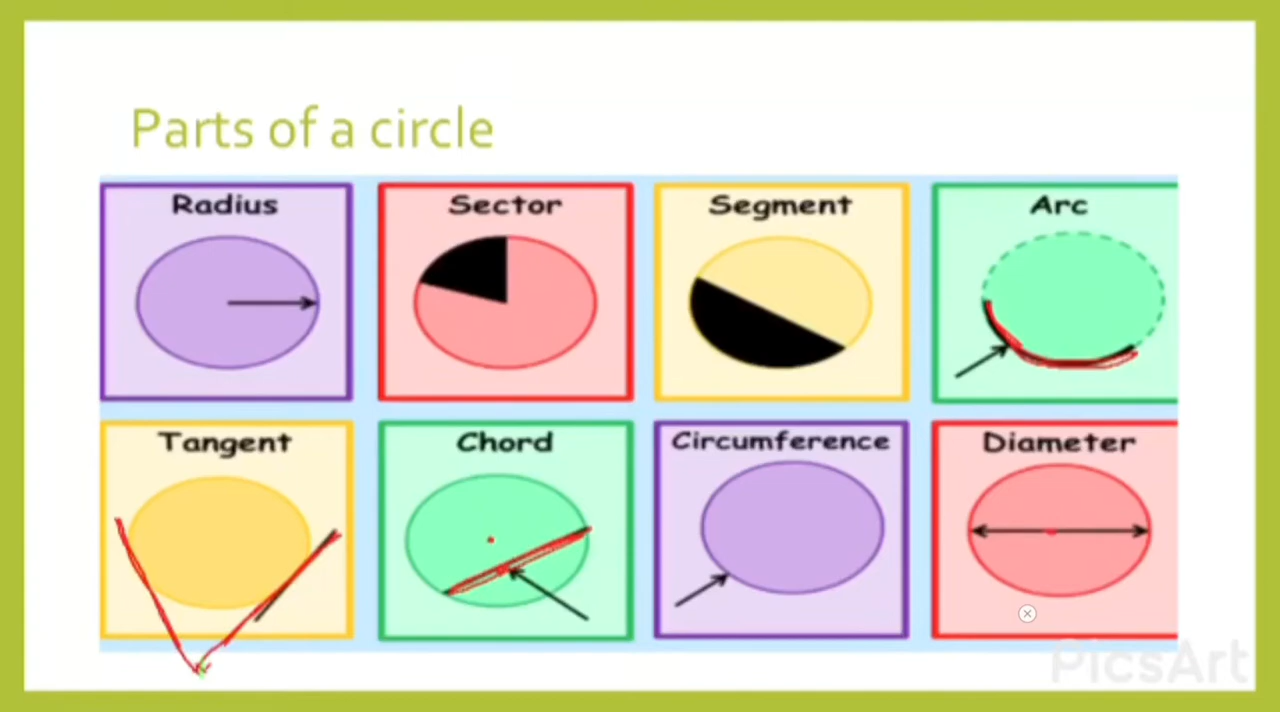 Parts of a circle
Radius
Sector
Segment
Arc
Tangent
Chord
Circumference
Diameter
PicsArt